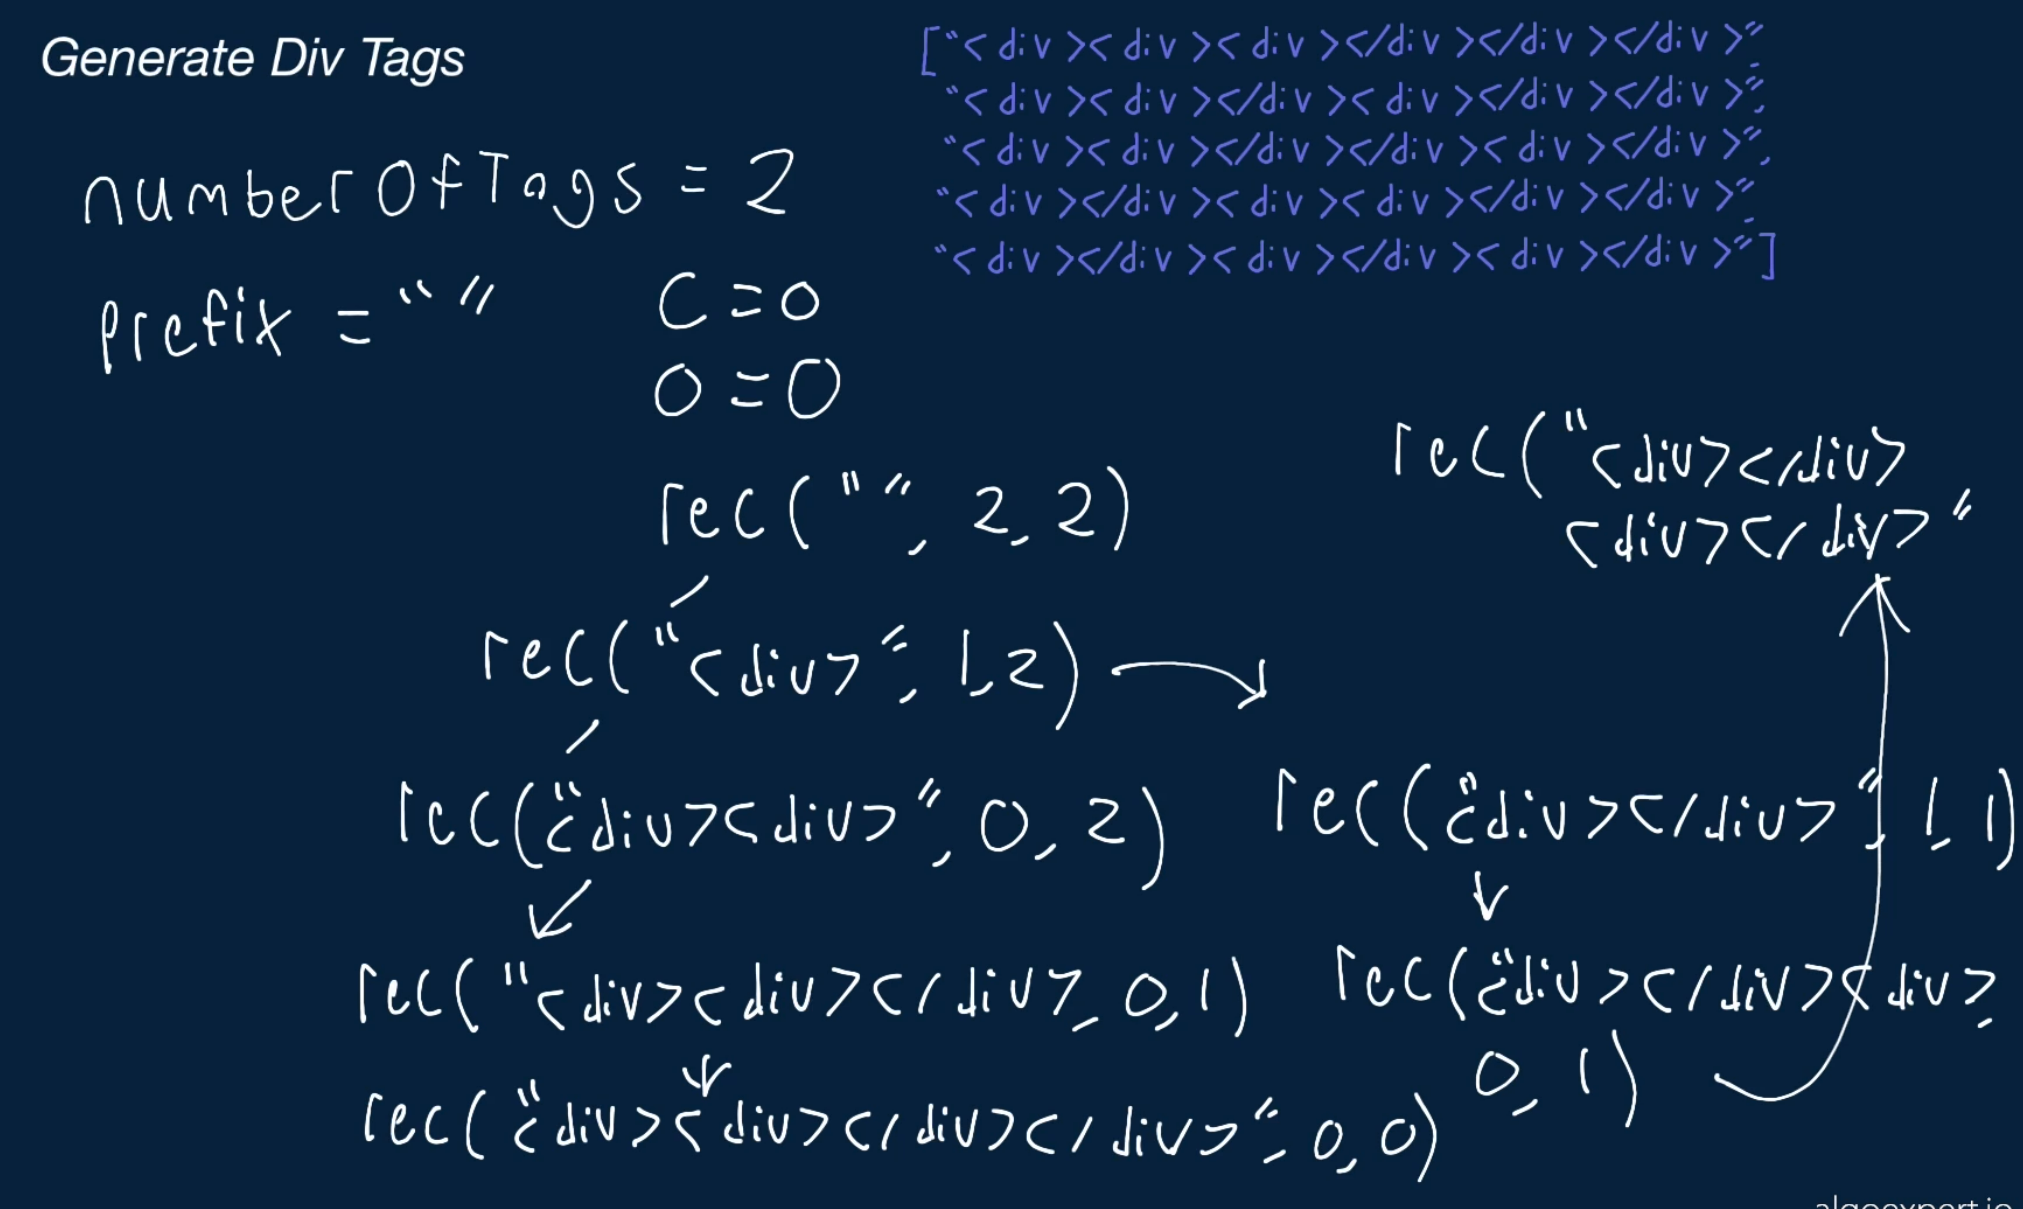 Generate Div Tags
["<div><div><div></div></div></div>",
"<div><div></div><div></div></div>",
"<div><div></div></div><div></div>",
"<div></div><div><div></div></div>",
"<div></div><div></div><div></div>"]
numberOfTags = 2
prefix = ""
C = 0
O = 0
rec("<div></div>
<div></div>"
rec("", 2, 2)
rec("<div>", 1, 2)
rec("<div><div>", 0, 2)
rec("<div></div>", 1, 1)
rec("<div><div></div>, 0, 1)
rec("<div></div><div>,
0, 1)
rec("<div><div></div></div>", 0, 0)